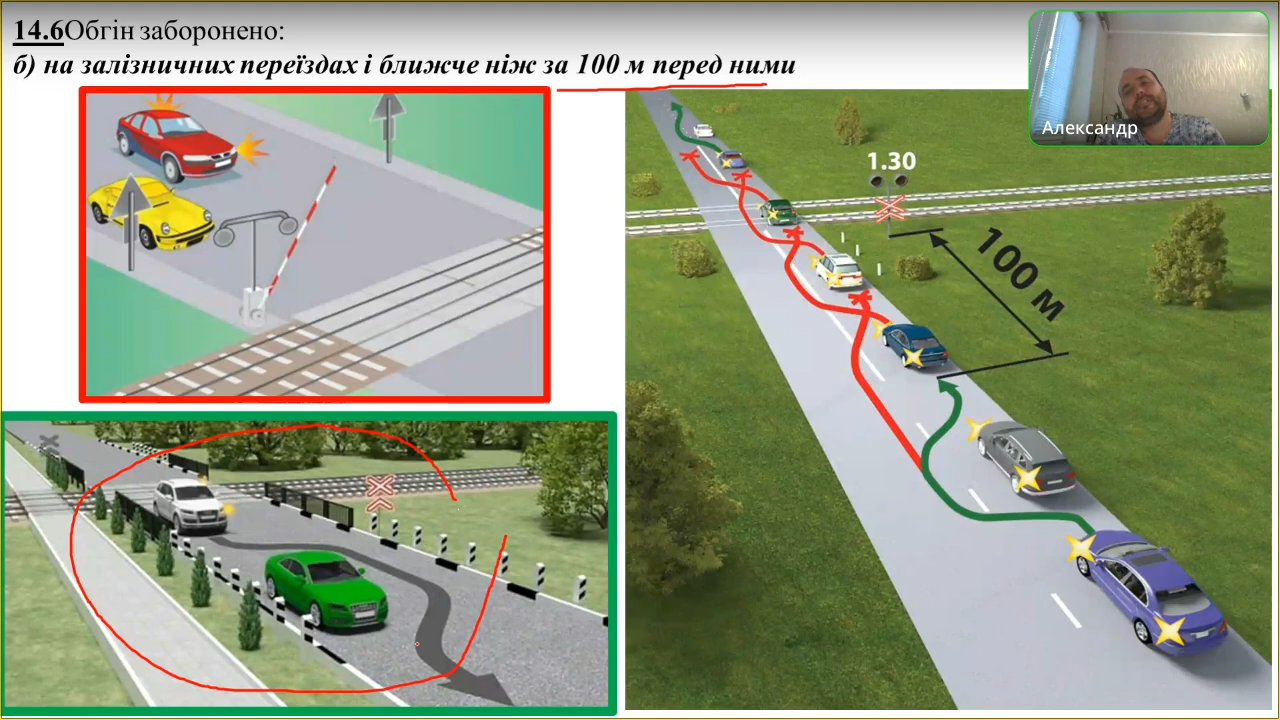 14.6Обгін заборонено:
б) на залізничних переїздах і ближче ніж за 100 м перед ними
Александр
1.30
100 м